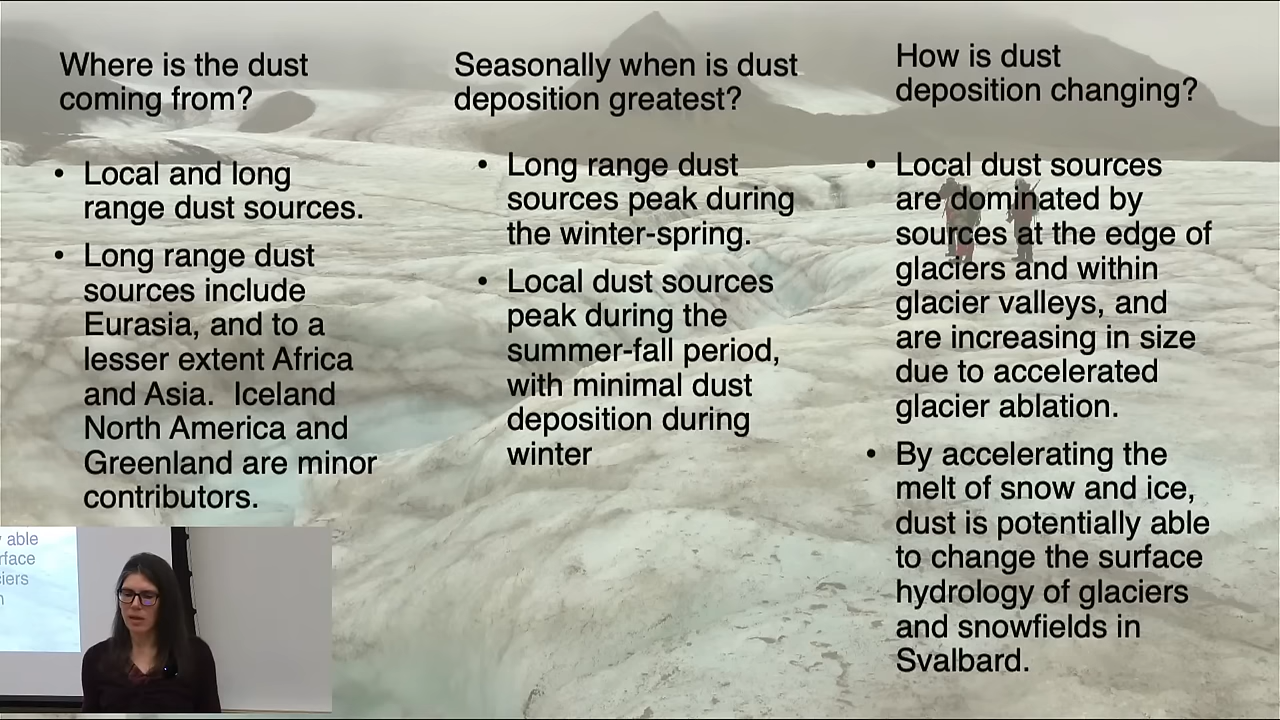 Where is the dust
coming from?
• Local and long
range dust sources.
• Long range dust
sources include
Eurasia, and to a
lesser extent Africa
and Asia.  Iceland
North America and
Greenland are minor
contributors.
Seasonally when is dust
deposition greatest?
• Long range dust
sources peak during
the winter-spring.
• Local dust sources
peak during the
summer-fall period,
with minimal dust
deposition during
winter
How is dust
deposition changing?
• Local dust sources
are dominated by
sources at the edge of
glaciers and within
glacier valleys, and
are increasing in size
due to accelerated
glacier ablation.
• By accelerating the
melt of snow and ice,
dust is potentially able
to change the surface
hydrology of glaciers
and snowfields in
Svalbard.
able